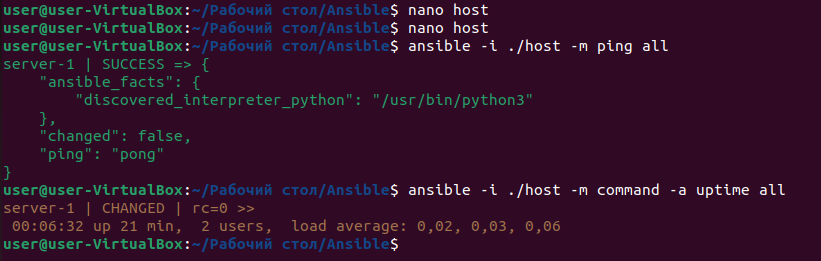 user@user-VirtualBox:~/Рабочий стол/Ansible$ nano host
user@user-VirtualBox:~/Рабочий стол/Ansible$ nano host
user@user-VirtualBox:~/Рабочий стол/Ansible$ ansible -i ./host -m ping all
server-1 | SUCCESS => {
    "ansible_facts": {
        "discovered_interpreter_python": "/usr/bin/python3"
    },
    "changed": false,
    "ping": "pong"
}
user@user-VirtualBox:~/Рабочий стол/Ansible$ ansible -i ./host -m command -a uptime all
server-1 | CHANGED | rc=0 >>
 00:06:32 up 21 min,  2 users,  load average: 0,02, 0,03, 0,06
user@user-VirtualBox:~/Рабочий стол/Ansible$